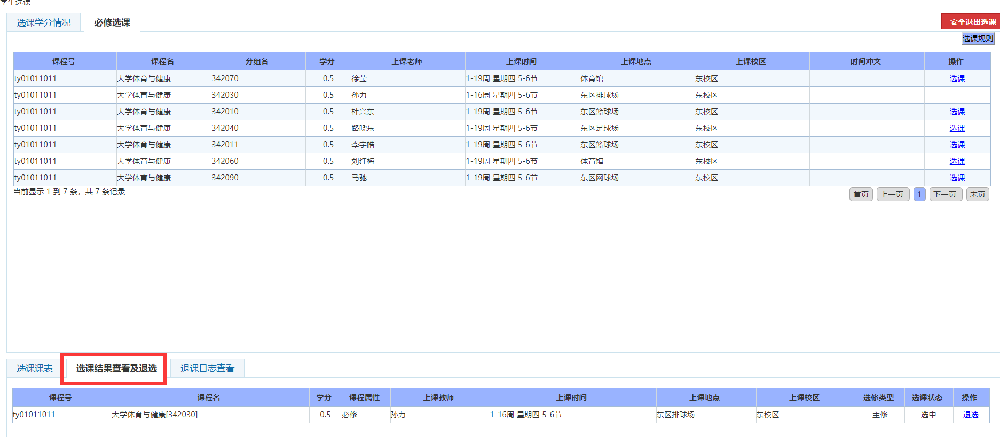 学生选课
选课学分情况 必修选课 安全退出选课
选课规则
课程号 课程名 分组名 学分 上课老师 上课时间 上课地点 上课校区 时间冲突 操作
ty01011011 大学体育与健康 342070 0.5 徐莹 1-19周 星期四 5-6节 体育馆 东校区 选课
ty01011011 大学体育与健康 342030 0.5 孙力 1-16周 星期四 5-6节 东区排球场 东校区
ty01011011 大学体育与健康 342010 0.5 杜兴东 1-19周 星期四 5-6节 东区篮球场 东校区 选课
ty01011011 大学体育与健康 342040 0.5 路晓东 1-19周 星期四 5-6节 东区足球场 东校区 选课
ty01011011 大学体育与健康 342011 0.5 李宇皓 1-19周 星期四 5-6节 东区篮球场 东校区 选课
ty01011011 大学体育与健康 342060 0.5 刘红梅 1-19周 星期四 5-6节 体育馆 东校区 选课
ty01011011 大学体育与健康 342090 0.5 马驰 1-19周 星期四 5-6节 东区网球场 东校区 选课
当前显示 1 到 7 条，共 7 条记录 首页 上一页 1 下一页 末页
选课课表 选课结果查看及退选 退课日志查看
课程号 课程名 学分 课程属性 上课教师 上课时间 上课地点 上课校区 选修类型 选课状态 操作
ty01011011 大学体育与健康[342030] 0.5 必修 孙力 1-16周 星期四 5-6节 东区排球场 东校区 主修 选中 退选